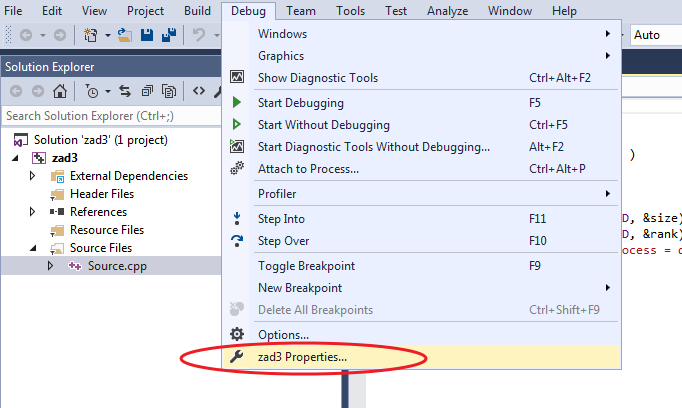 File Edit View Project Build Debug Team Tools Test Analyze Window Help
Auto
Solution Explorer
Search Solution Explorer (Ctrl+;)
Solution 'zad3' (1 project)
zad3
External Dependencies
Header Files
References
Resource Files
Source Files
Source.cpp
Windows
Graphics
Show Diagnostic Tools Ctrl+Alt+F2
Start Debugging F5
Start Without Debugging Ctrl+F5
Start Diagnostic Tools Without Debugging... Alt+F2
Attach to Process... Ctrl+Alt+P
Profiler
Step Into F11
Step Over F10
Toggle Breakpoint F9
New Breakpoint
Delete All Breakpoints Ctrl+Shift+F9
Options...
zad3 Properties...
)
D, &size)
D, &rank)
ocess =